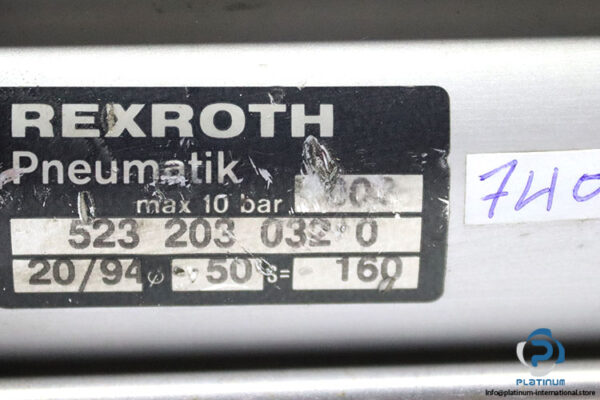 REXROTH
Pneumatik
max 10 bar 003
523 203 032 0
20/94 ⌀ 50 S= 160
740
PLATINUM
info@platinum-international.store